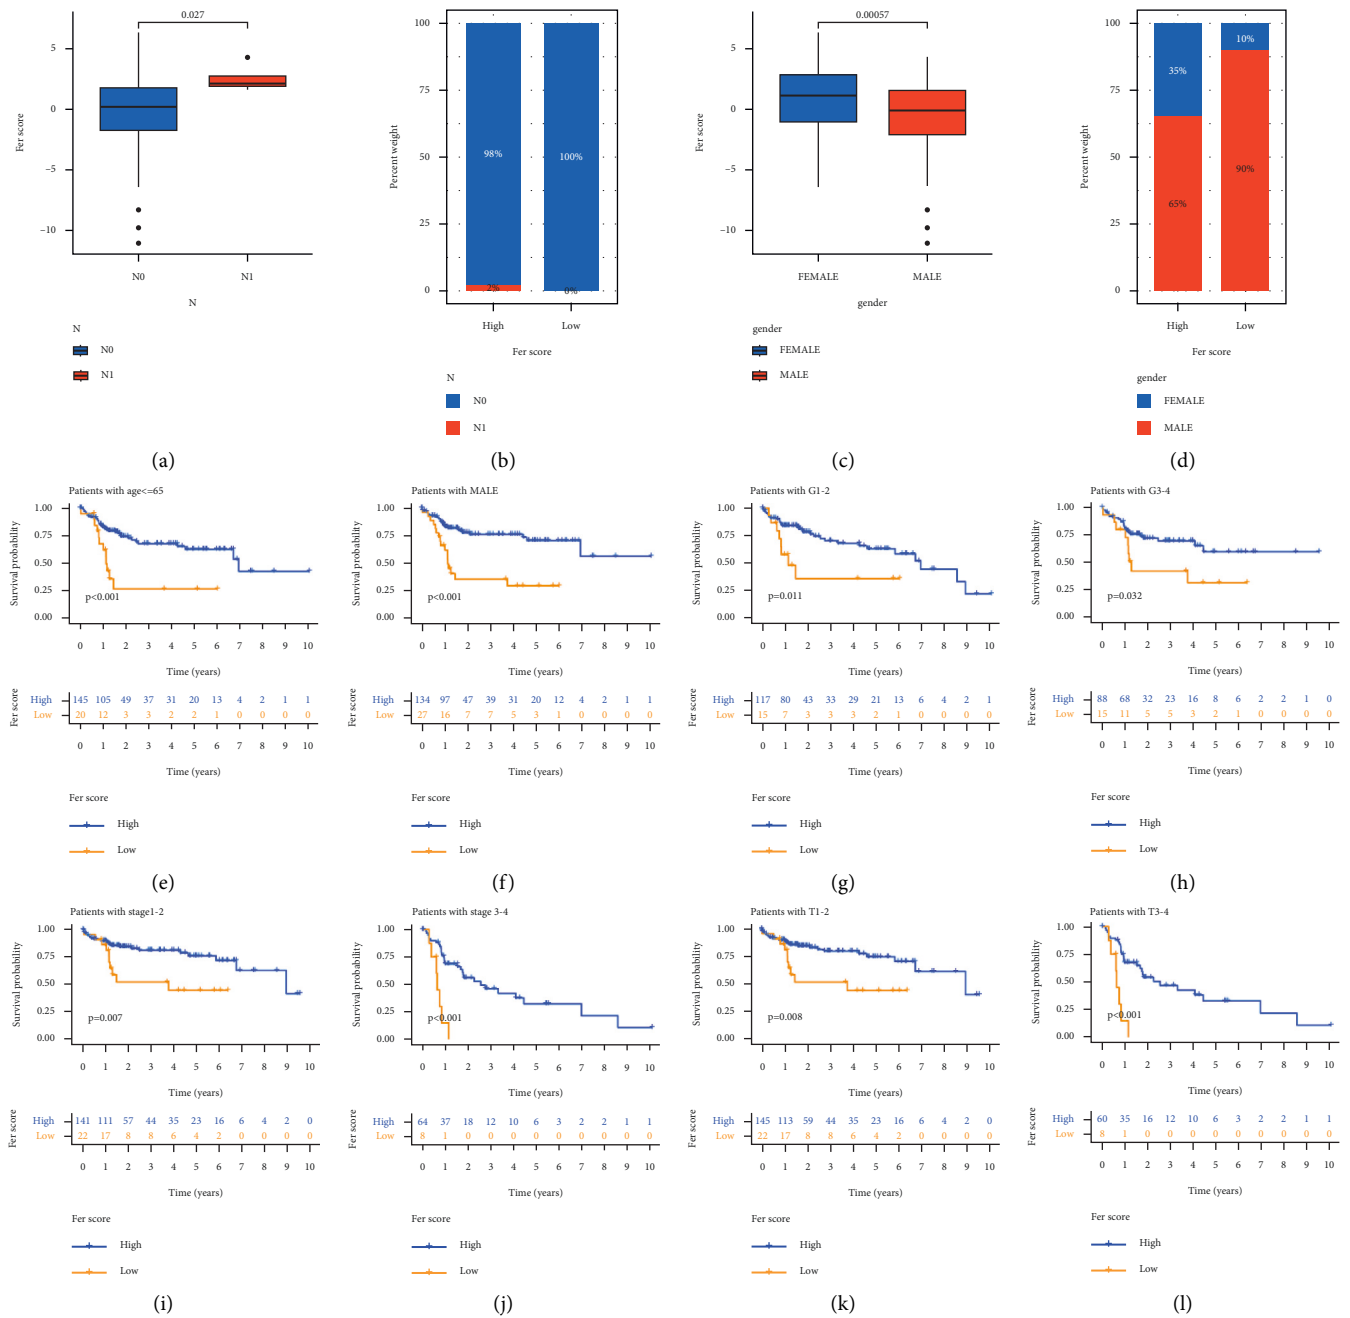 0.027
5
0
−5
−10
Fer score
N0 N1
N
N
N0
N1
(a)
100
75
50
25
0
Percent weight
98% 100%
2% 0%
High Low
Fer score
N
N0
N1
(b)
0.00057
5
0
−5
−10
Fer score
FEMALE MALE
gender
gender
FEMALE
MALE
(c)
100
75
50
25
0
Percent weight
35% 10%
65% 90%
High Low
Fer score
gender
FEMALE
MALE
(d)
Patients with age<=65
1.00
0.75
0.50
0.25
0.00
Survival probability
p<0.001
0 1 2 3 4 5 6 7 8 9 10
Time (years)
Fer score
High 145 105 49 37 31 20 13 4 2 1 1
Low 20 12 3 3 2 2 1 0 0 0 0
0 1 2 3 4 5 6 7 8 9 10
Time (years)
Fer score
High
Low
(e)
Patients with MALE
1.00
0.75
0.50
0.25
0.00
Survival probability
p<0.001
0 1 2 3 4 5 6 7 8 9 10
Time (years)
Fer score
High 134 97 47 39 31 20 12 4 2 1 1
Low 27 16 7 7 5 3 1 0 0 0 0
0 1 2 3 4 5 6 7 8 9 10
Time (years)
Fer score
High
Low
(f)
Patients with G1-2
1.00
0.75
0.50
0.25
0.00
Survival probability
p=0.011
0 1 2 3 4 5 6 7 8 9 10
Time (years)
Fer score
High 117 80 43 33 29 21 13 6 4 2 1
Low 15 7 3 3 3 2 1 0 0 0 0
0 1 2 3 4 5 6 7 8 9 10
Time (years)
Fer score
High
Low
(g)
Patients with G3-4
1.00
0.75
0.50
0.25
0.00
Survival probability
p=0.032
0 1 2 3 4 5 6 7 8 9 10
Time (years)
Fer score
High 88 68 32 23 16 8 6 2 2 1 0
Low 15 11 5 5 3 2 1 0 0 0 0
0 1 2 3 4 5 6 7 8 9 10
Time (years)
Fer score
High
Low
(h)
Patients with stage1-2
1.00
0.75
0.50
0.25
0.00
Survival probability
p=0.007
0 1 2 3 4 5 6 7 8 9 10
Time (years)
Fer score
High 141 111 57 44 35 23 16 6 4 2 0
Low 22 17 8 8 6 4 2 0 0 0 0
0 1 2 3 4 5 6 7 8 9 10
Time (years)
Fer score
High
Low
(i)
Patients with stage 3-4
1.00
0.75
0.50
0.25
0.00
Survival probability
p<0.001
0 1 2 3 4 5 6 7 8 9 10
Time (years)
Fer score
High 64 37 18 12 10 6 3 2 2 1 1
Low 8 1 0 0 0 0 0 0 0 0 0
0 1 2 3 4 5 6 7 8 9 10
Time (years)
Fer score
High
Low
(j)
Patients with T1-2
1.00
0.75
0.50
0.25
0.00
Survival probability
p=0.008
0 1 2 3 4 5 6 7 8 9 10
Time (years)
Fer score
High 145 113 59 44 35 23 16 6 4 2 0
Low 22 17 8 8 6 4 2 0 0 0 0
0 1 2 3 4 5 6 7 8 9 10
Time (years)
Fer score
High
Low
(k)
Patients with T3-4
1.00
0.75
0.50
0.25
0.00
Survival probability
p<0.001
0 1 2 3 4 5 6 7 8 9 10
Time (years)
Fer score
High 60 35 16 12 10 6 3 2 2 1 1
Low 8 1 0 0 0 0 0 0 0 0 0
0 1 2 3 4 5 6 7 8 9 10
Time (years)
Fer score
High
Low
(l)